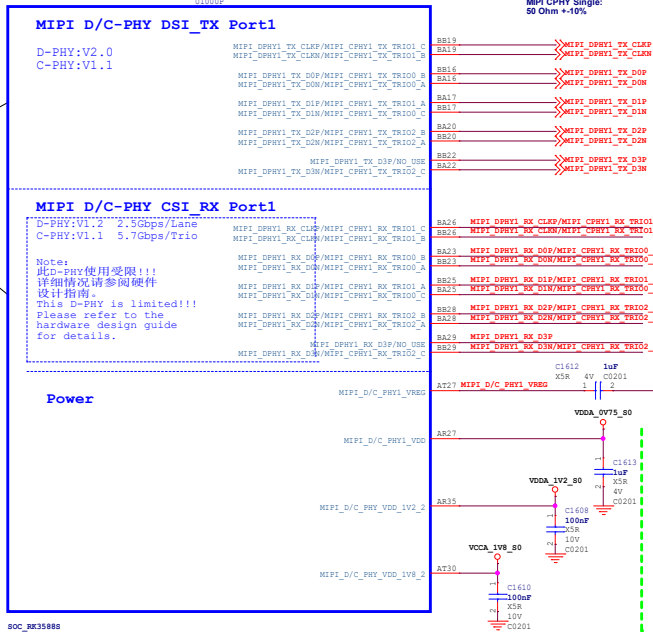 U1000P
MIPI CPHY Single:
50 Ohm +-10%
MIPI D/C-PHY DSI_TX Port1
D-PHY:V2.0
C-PHY:V1.1
MIPI_DPHY1_TX_CLKP/MIPI_CPHY1_TX_TRIO1_C BB19 MIPI_DPHY1_TX_CLKP
MIPI_DPHY1_TX_CLKN/MIPI_CPHY1_TX_TRIO1_B BA19 MIPI_DPHY1_TX_CLKN
MIPI_DPHY1_TX_D0P/MIPI_CPHY1_TX_TRIO0_B BB16 MIPI_DPHY1_TX_D0P
MIPI_DPHY1_TX_D0N/MIPI_CPHY1_TX_TRIO0_A BA16 MIPI_DPHY1_TX_D0N
MIPI_DPHY1_TX_D1P/MIPI_CPHY1_TX_TRIO1_A BA17 MIPI_DPHY1_TX_D1P
MIPI_DPHY1_TX_D1N/MIPI_CPHY1_TX_TRIO0_C BB17 MIPI_DPHY1_TX_D1N
MIPI_DPHY1_TX_D2P/MIPI_CPHY1_TX_TRIO2_B BA20 MIPI_DPHY1_TX_D2P
MIPI_DPHY1_TX_D2N/MIPI_CPHY1_TX_TRIO2_A BB20 MIPI_DPHY1_TX_D2N
MIPI_DPHY1_TX_D3P/NO_USE BB22 MIPI_DPHY1_TX_D3P
MIPI_DPHY1_TX_D3N/MIPI_CPHY1_TX_TRIO2_C BA22 MIPI_DPHY1_TX_D3N
MIPI D/C-PHY CSI_RX Port1
D-PHY:V1.2 2.5Gbps/Lane
C-PHY:V1.1 5.7Gbps/Trio
Note:
此D-PHY使用受限!!!
详细情况请参阅硬件
设计指南。
This D-PHY is limited!!!
Please refer to the
hardware design guide
for details.
MIPI_DPHY1_RX_CLKP/MIPI_CPHY1_RX_TRIO1_C BA26 MIPI_DPHY1_RX_CLKP/MIPI_CPHY1_RX_TRIO1
MIPI_DPHY1_RX_CLKN/MIPI_CPHY1_RX_TRIO1_B BB26 MIPI_DPHY1_RX_CLKN/MIPI_CPHY1_RX_TRIO1
MIPI_DPHY1_RX_D0P/MIPI_CPHY1_RX_TRIO0_B BA23 MIPI_DPHY1_RX_D0P/MIPI_CPHY1_RX_TRIO0_
MIPI_DPHY1_RX_D0N/MIPI_CPHY1_RX_TRIO0_A BB23 MIPI_DPHY1_RX_D0N/MIPI_CPHY1_RX_TRIO0_
MIPI_DPHY1_RX_D1P/MIPI_CPHY1_RX_TRIO1_A BB25 MIPI_DPHY1_RX_D1P/MIPI_CPHY1_RX_TRIO1_
MIPI_DPHY1_RX_D1N/MIPI_CPHY1_RX_TRIO0_C BA25 MIPI_DPHY1_RX_D1N/MIPI_CPHY1_RX_TRIO0_
MIPI_DPHY1_RX_D2P/MIPI_CPHY1_RX_TRIO2_B BB28 MIPI_DPHY1_RX_D2P/MIPI_CPHY1_RX_TRIO2_
MIPI_DPHY1_RX_D2N/MIPI_CPHY1_RX_TRIO2_A BA28 MIPI_DPHY1_RX_D2N/MIPI_CPHY1_RX_TRIO2_
MIPI_DPHY1_RX_D3P/NO_USE BA29 MIPI_DPHY1_RX_D3P
MIPI_DPHY1_RX_D3N/MIPI_CPHY1_RX_TRIO2_C BB29 MIPI_DPHY1_RX_D3N/MIPI_CPHY1_RX_TRIO2_
Power
MIPI_D/C_PHY1_VREG AT27 MIPI_D/C_PHY1_VREG
C1612 1uF
X5R 4V C0201
1 2
VDDA_0V75_S0
MIPI_D/C_PHY1_VDD AR27
1
C1613
1uF
X5R
2 4V
C0201
VDDA_1V2_S0
MIPI_D/C_PHY_VDD_1V2_2 AR35
1
C1608
100nF
X5R
2 10V
C0201
VCCA_1V8_S0
MIPI_D/C_PHY_VDD_1V8_2 AT30
1
C1610
100nF
X5R
2 10V
C0201
SOC_RK3588S